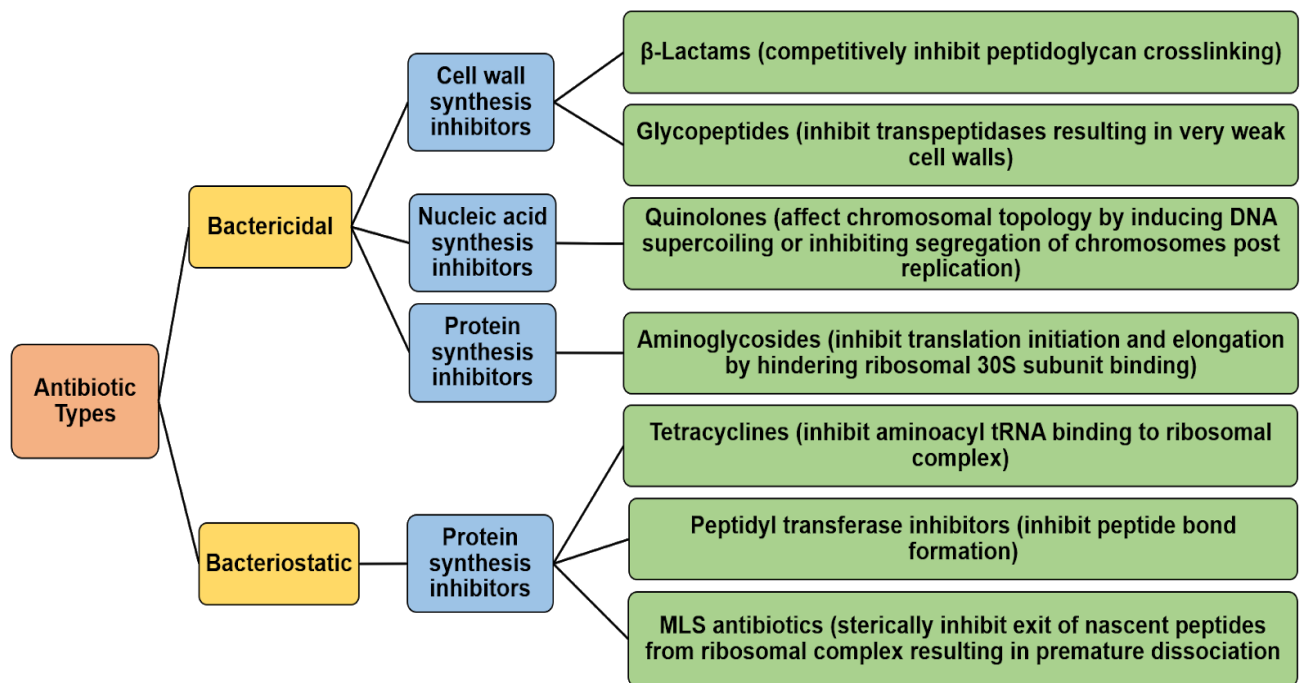 Antibiotic
Types
Bactericidal
Cell wall
synthesis
inhibitors
β-Lactams (competitively inhibit peptidoglycan crosslinking)
Glycopeptides (inhibit transpeptidases resulting in very weak
cell walls)
Nucleic acid
synthesis
inhibitors
Quinolones (affect chromosomal topology by inducing DNA
supercoiling or inhibiting segregation of chromosomes post
replication)
Protein
synthesis
inhibitors
Aminoglycosides (inhibit translation initiation and elongation
by hindering ribosomal 30S subunit binding)
Bacteriostatic
Protein
synthesis
inhibitors
Tetracyclines (inhibit aminoacyl tRNA binding to ribosomal
complex)
Peptidyl transferase inhibitors (inhibit peptide bond
formation)
MLS antibiotics (sterically inhibit exit of nascent peptides
from ribosomal complex resulting in premature dissociation